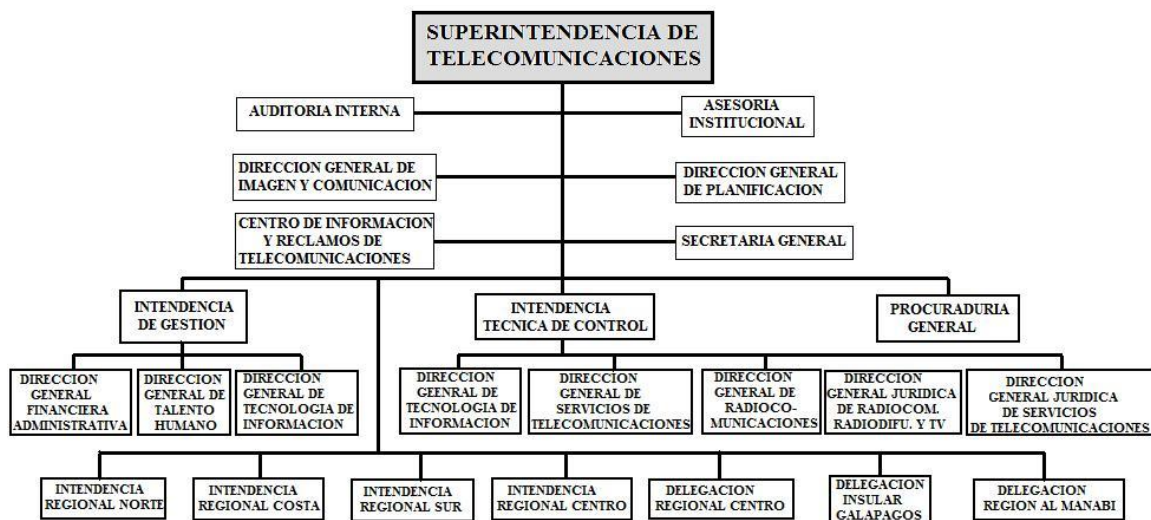 SUPERINTENDENCIA DE
TELECOMUNICACIONES
AUDITORIA INTERNA
ASESORIA
INSTITUCIONAL
DIRECCION GENERAL DE
IMAGEN Y COMUNICACION
DIRECCION GENERAL
DE PLANIFICACION
CENTRO DE INFORMACION
Y RECLAMOS DE
TELECOMUNICACIONES
SECRETARIA GENERAL
INTENDENCIA
DE GESTION
INTENDENCIA
TECNICA DE CONTROL
PROCURADURIA
GENERAL
DIRECCION
GENERAL
FINANCIERA
ADMINISTRATIVA
DIRECCION
GENERAL DE
TALENTO
HUMANO
DIRECCION
GENERAL DE
TECNOLOGIA DE
INFORMACION
DIRECCION
GEENRAL DE
TECNOLOGIA DE
INFORMACION
DIRECCION
GENERAL DE
SERVICIOS DE
TELECOMUNICACIONES
DIRECCION
GENERAL DE
RADIOCO-
MUNICACIONES
DIRECCION
GENERAL JURIDICA
DE RADIOCOM.
RADIODIFU. Y TV
DIRECCION
GENERAL JURIDICA
DE SERVICIOS
DE TELECOMUNICACIONES
INTENDENCIA
REGIONAL NORTE
INTENDENCIA
REGIONAL COSTA
INTENDENCIA
REGIONAL SUR
INTENDENCIA
REGIONAL CENTRO
DELEGACION
REGIONAL CENTRO
DELEGACION
INSULAR
GALAPAGOS
DELEGACION
REGION AL MANABI